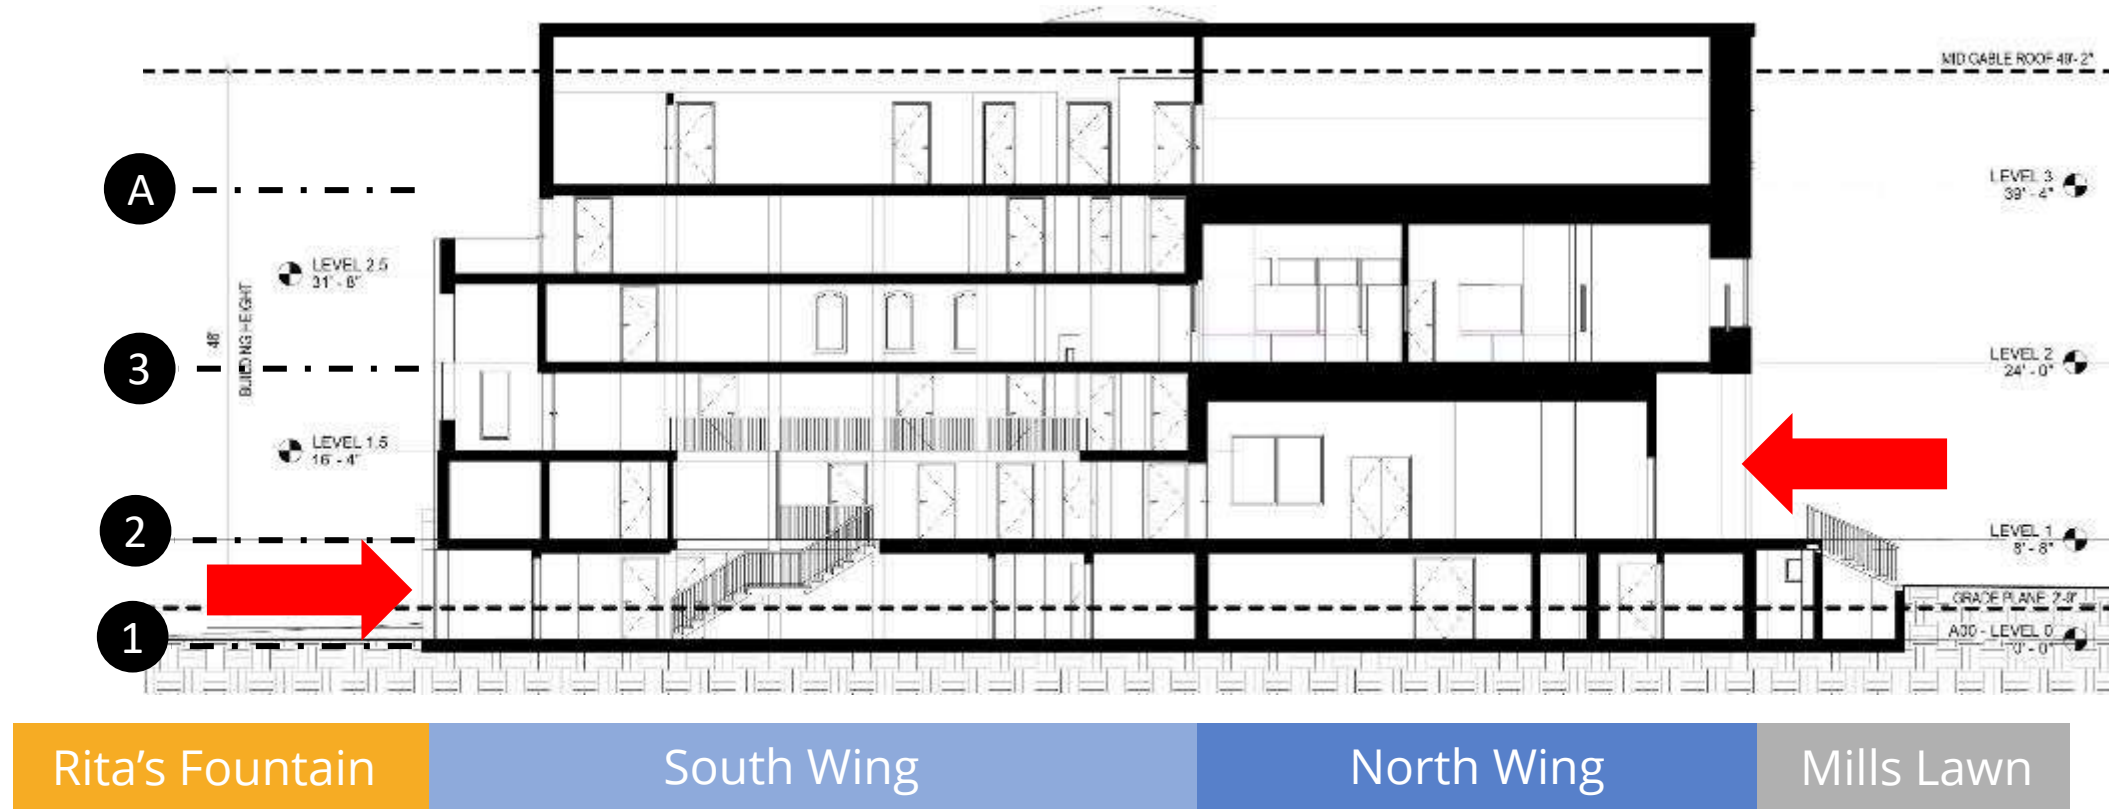 MID GABLE ROOF 49'- 2"
A
LEVEL 3
39' - 4"
LEVEL 2.5
31' - 8"
BUILDING HEIGHT
48'
3
LEVEL 2
24' - 0"
LEVEL 1.5
16' - 4"
2
LEVEL 1
8' - 8"
GRADE PLANE 2'-9"
1
A00 - LEVEL 0
0' - 0"
Rita's Fountain
South Wing
North Wing
Mills Lawn